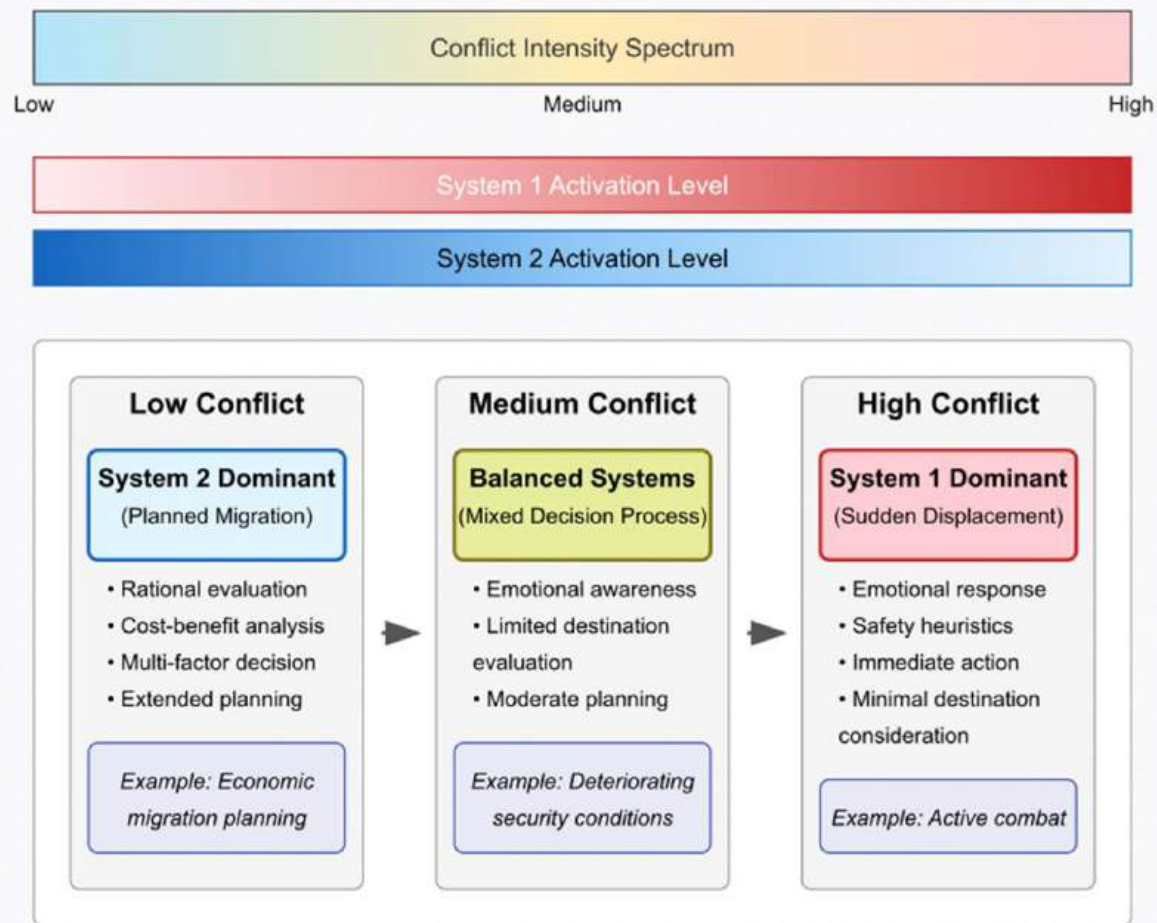 Conflict Intensity Spectrum
Low
Medium
High
System 1 Activation Level
System 2 Activation Level
Low Conflict
System 2 Dominant
(Planned Migration)
• Rational evaluation
• Cost-benefit analysis
• Multi-factor decision
• Extended planning
Example: Economic
migration planning
Medium Conflict
Balanced Systems
(Mixed Decision Process)
• Emotional awareness
• Limited destination
evaluation
• Moderate planning
Example: Deteriorating
security conditions
High Conflict
System 1 Dominant
(Sudden Displacement)
• Emotional response
• Safety heuristics
• Immediate action
• Minimal destination
consideration
Example: Active combat